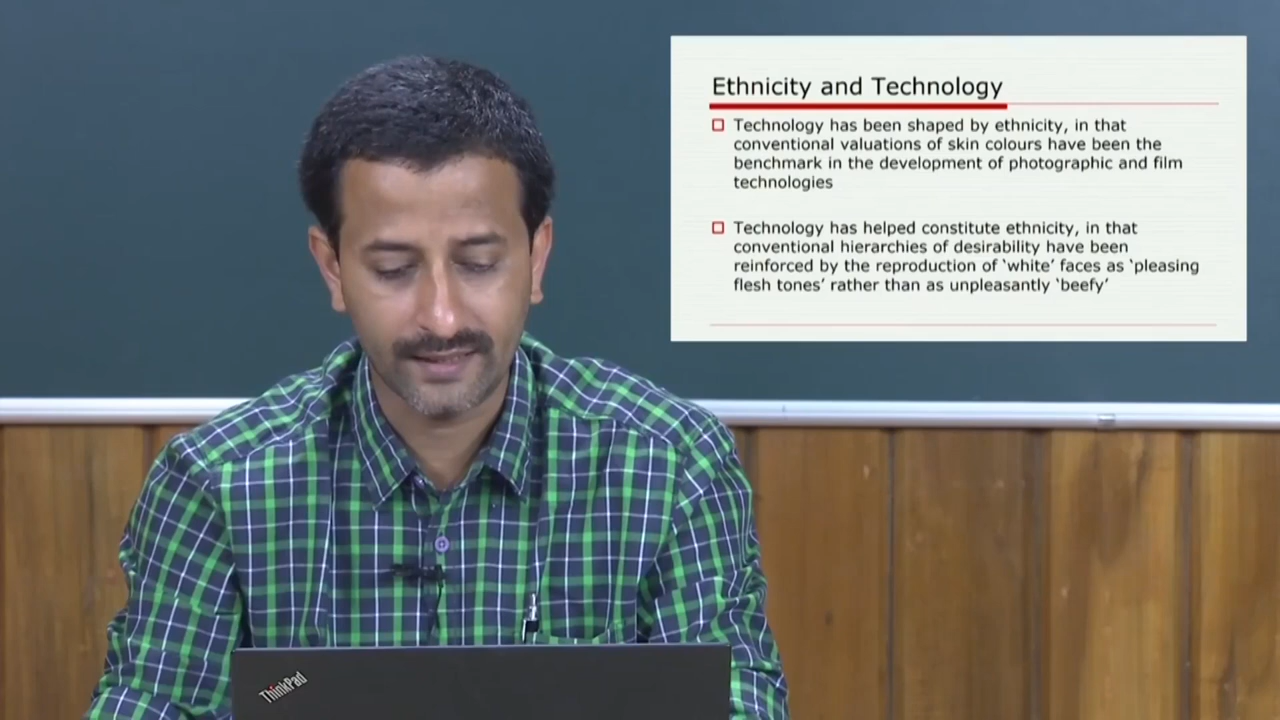 Ethnicity and Technology
Technology has been shaped by ethnicity, in that
conventional valuations of skin colours have been the
benchmark in the development of photographic and film
technologies
Technology has helped constitute ethnicity, in that
conventional hierarchies of desirability have been
reinforced by the reproduction of ‘white’ faces as ‘pleasing
flesh tones’ rather than as unpleasantly ‘beefy’
ThinkPad